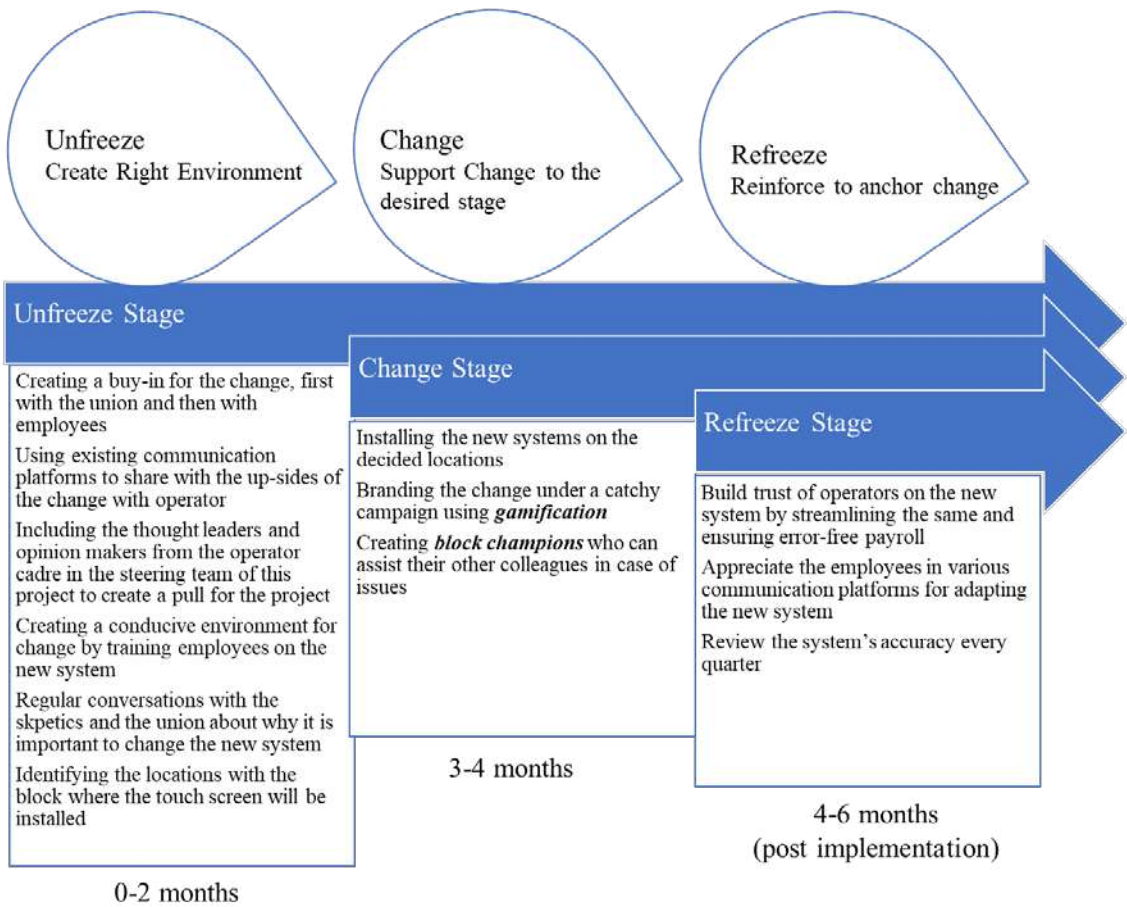 Unfreeze
Create Right Environment
Change
Support Change to the
desired stage
Refreeze
Reinforce to anchor change
Unfreeze Stage
Creating a buy-in for the change, first
with the union and then with
employees
Using existing communication
platforms to share with the up-sides of
the change with operator
Including the thought leaders and
opinion makers from the operator
cadre in the steering team of this
project to create a pull for the project
Creating a conducive environment for
change by training employees on the
new system
Regular conversations with the
skpetics and the union about why it is
important to change the new system
Identifying the locations with the
block where the touch screen will be
installed
0-2 months
Change Stage
Installing the new systems on the
decided locations
Branding the change under a catchy
campaign using gamification
Creating block champions who can
assist their other colleagues in case of
issues
3-4 months
Refreeze Stage
Build trust of operators on the new
system by streamlining the same and
ensuring error-free payroll
Appreciate the employees in various
communication platforms for adapting
the new system
Review the system’s accuracy every
quarter
4-6 months
(post implementation)